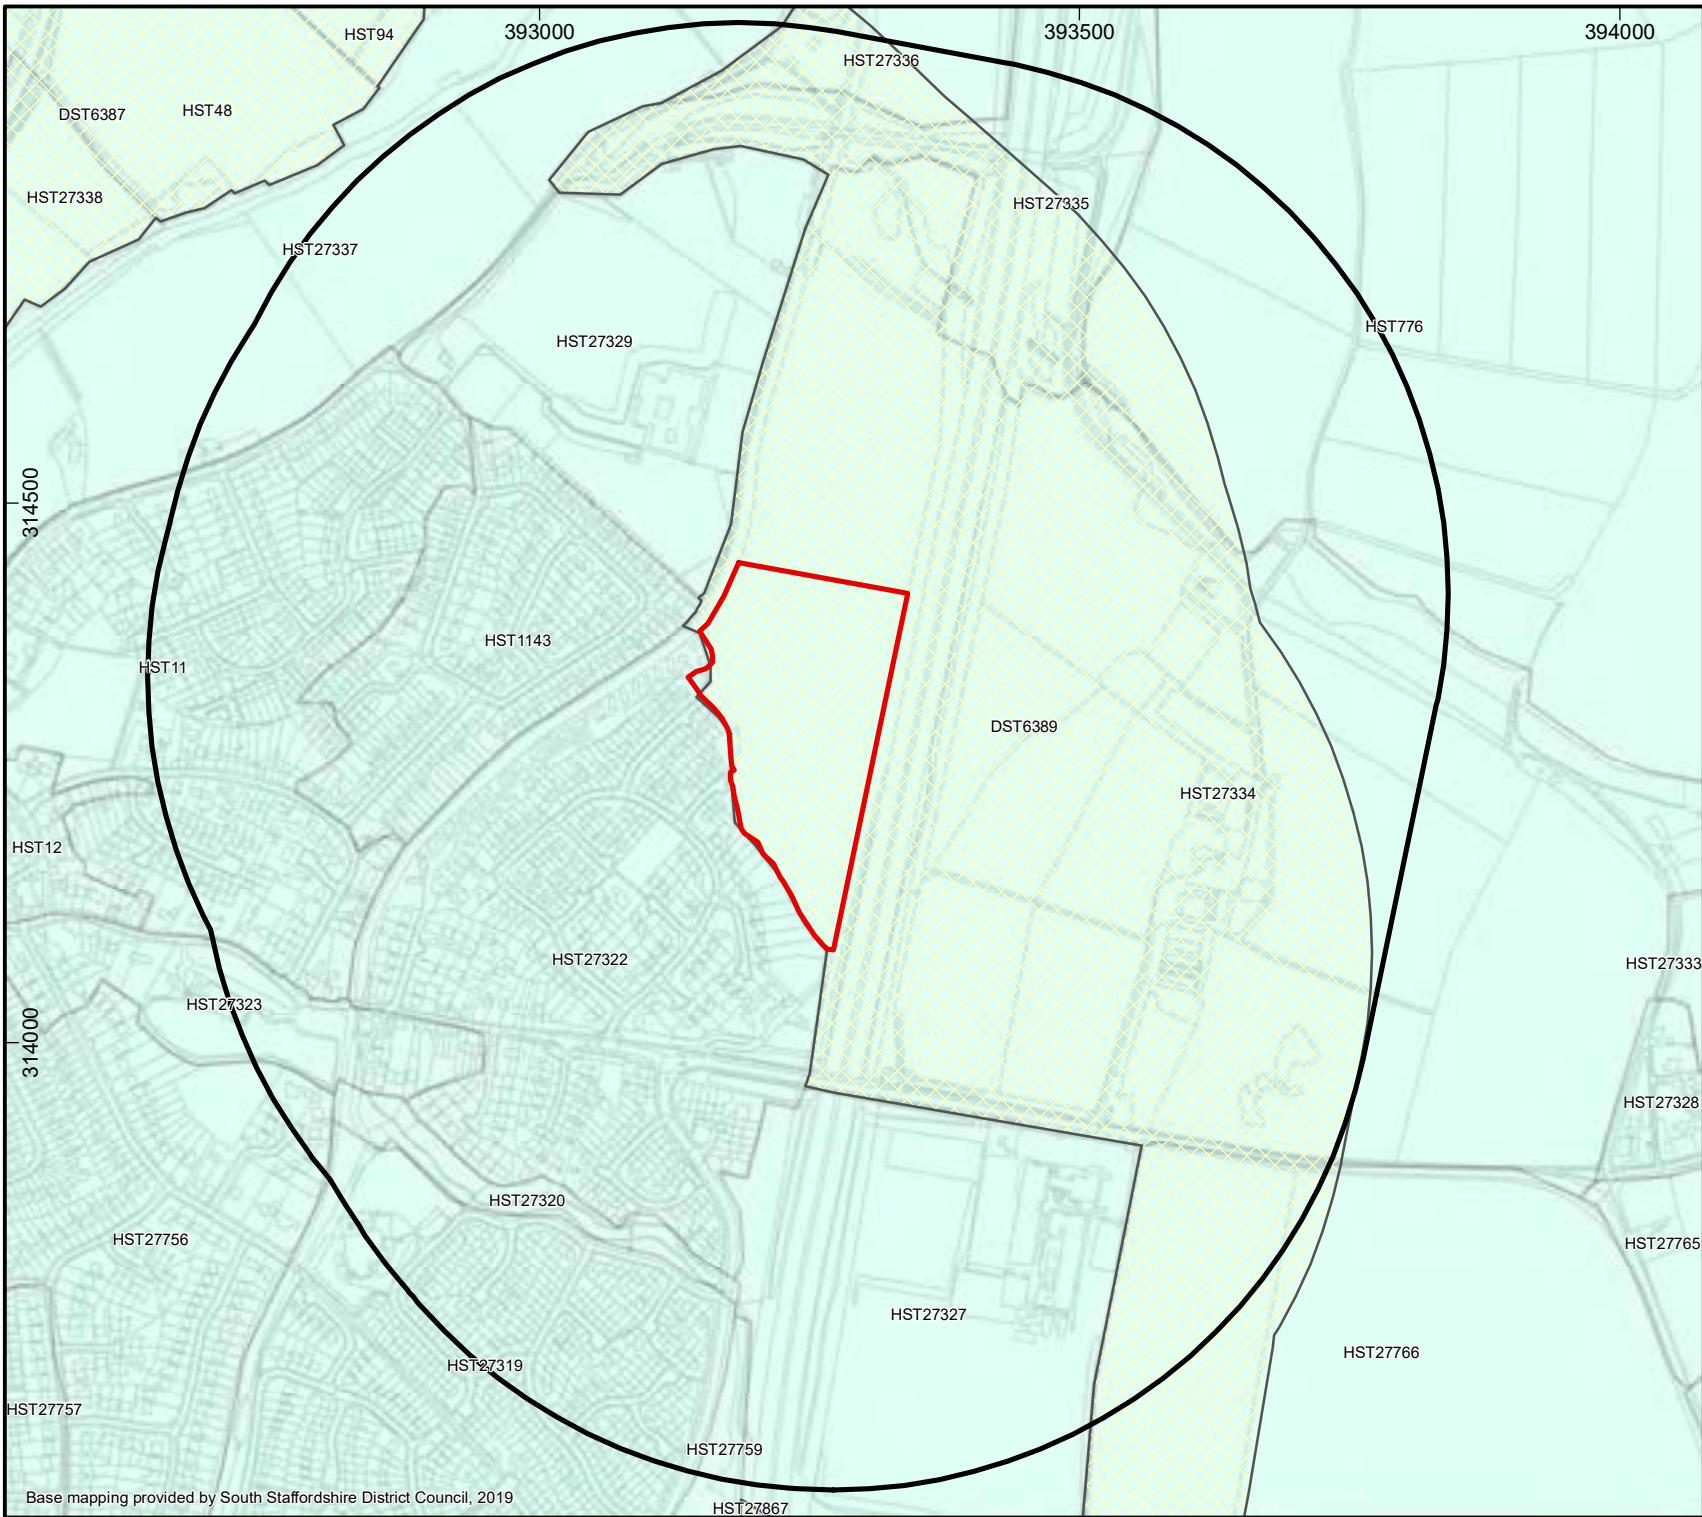 393000
393500
394000
HST94
HST27336
DST6387
HST48
HST27338
HST27335
HST27337
HST776
HST27329
314500
HST1143
HST11
DST6389
HST27334
HST12
HST27322
HST27333
HST27323
314000
HST27328
HST27320
HST27756
HST27765
HST27327
HST27766
HST27319
HST27757
HST27759
Base mapping provided by South Staffordshire District Council, 2019
HST27867